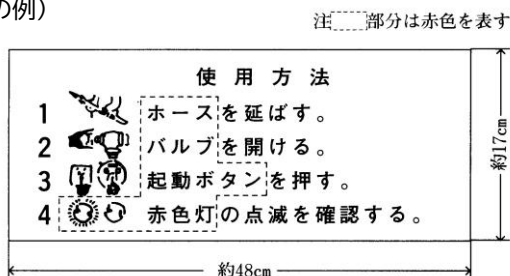 の例)
注 部分は赤色を表す
使用方法
1 ホースを延ばす。
2 バルブを開ける。
3 起動ボタンを押す。
4 赤色灯の点滅を確認する。
約17cm
約48cm